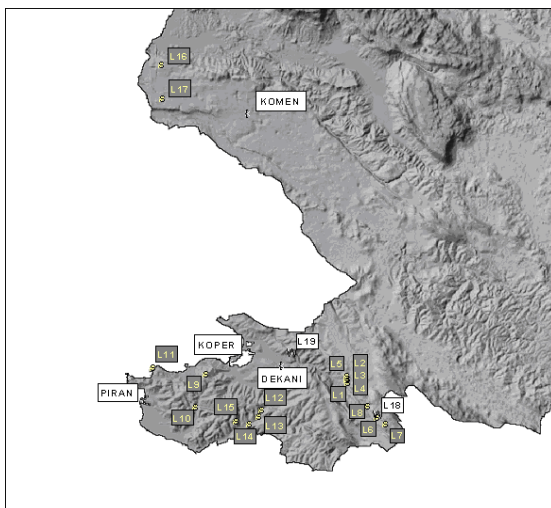 L16
L17
KOMEN
L19
KOPER
L11
L5
L2
L3
L4
L9
DEKANI
L1
PIRAN
L12
L18
L15
L8
L10
L13
L6
L14
L7